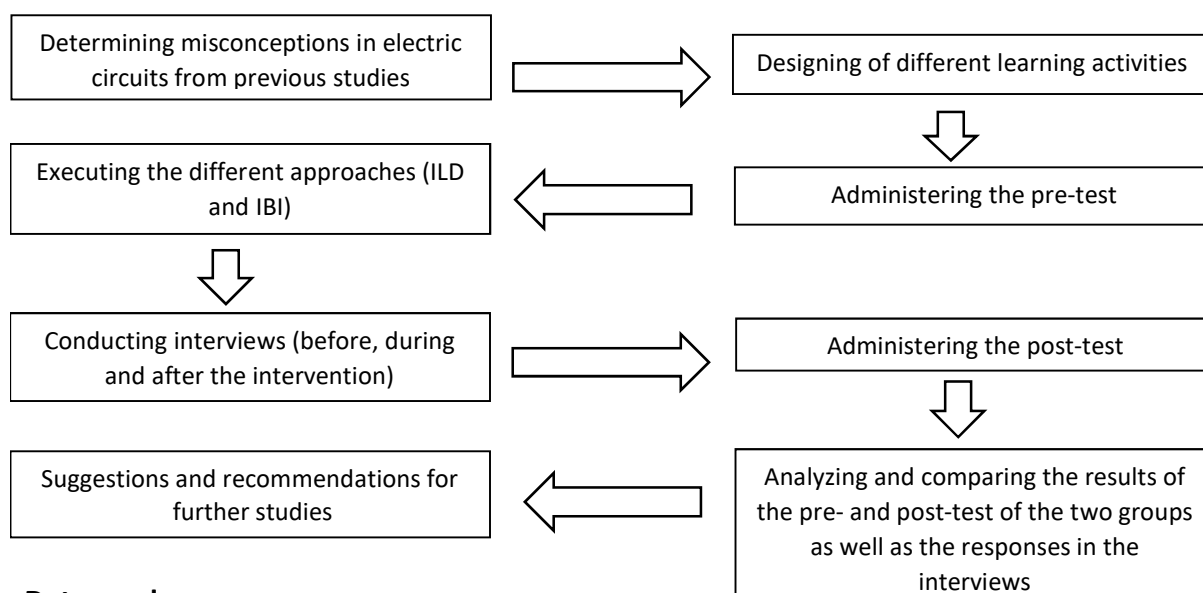 Determining misconceptions in electric
circuits from previous studies
Designing of different learning activities
Administering the pre-test
Executing the different approaches (ILD
and IBI)
Conducting interviews (before, during
and after the intervention)
Administering the post-test
Analyzing and comparing the results of
the pre- and post-test of the two groups
as well as the responses in the
interviews
Suggestions and recommendations for
further studies